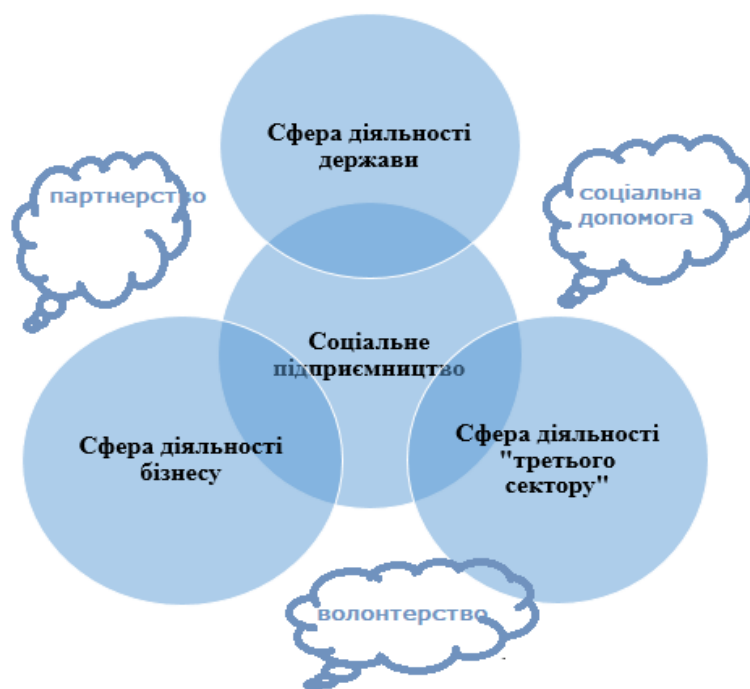 Сфера діяльності
держави
партнерство
соціальна
допомога
Соціальне
підприємництво
Сфера діяльності
бізнесу
Сфера діяльності
"третього
сектору"
волонтерство